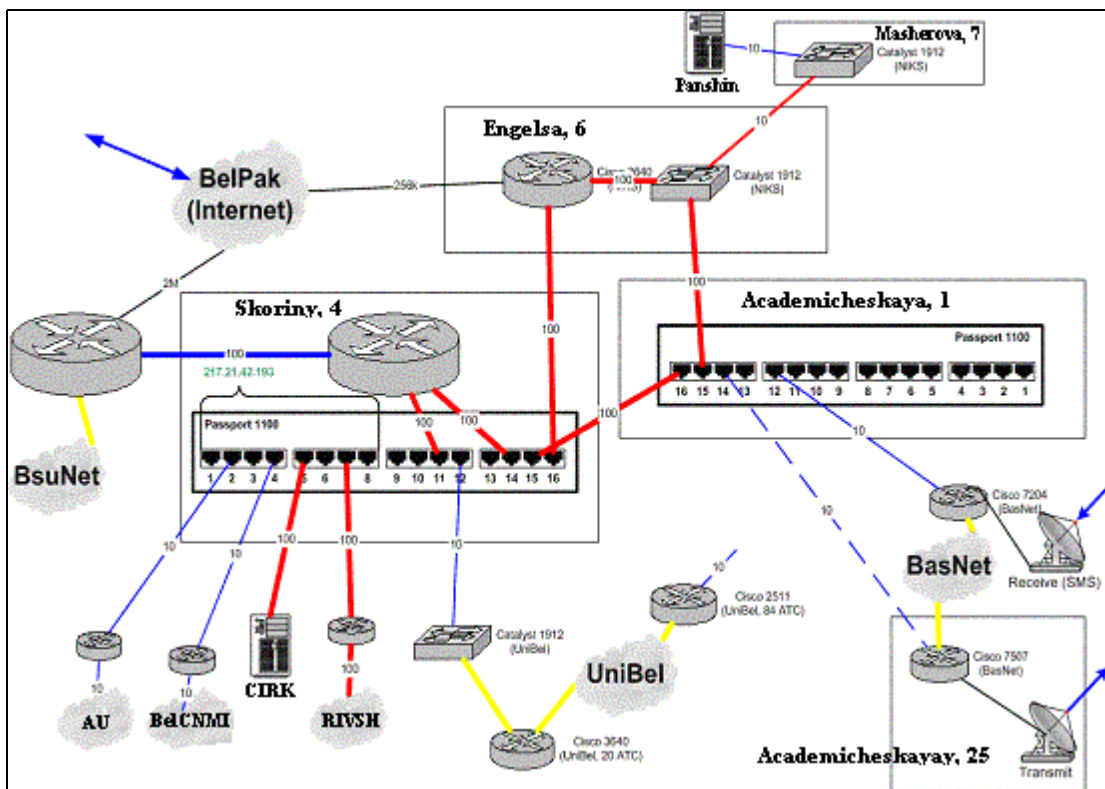 Masherova, 7
Catalyst 1912
(NIKS)
10
Panshin
10
Engelsa, 6
Cisco 3640
100
Catalyst 1912
(NIKS)
BelPak
(Internet)
256k
2M
100
Skoriny, 4
100
217.21.42.193
100
100
100
100
Passport 1100
1 2 3 4 5 6 8 9 10 11 12 13 14 15 16
Academicheskaya, 1
Passport 1100
16 15 14 13 12 11 10 9 8 7 6 5 4 3 2 1
BsuNet
10
10
100
100
10
10
10
10
Cisco 7204
(BasNet)
BasNet
Receive (SMS)
Cisco 2511
(UniBel, 84 ATC)
Catalyst 1912
(UniBel)
UniBel
Cisco 7507
(BasNet)
10
AU
10
BelCNMI
CIRK
100
RIVSH
Cisco 3640
(UniBel, 20 ATC)
Academicheskayay, 25
Transmit